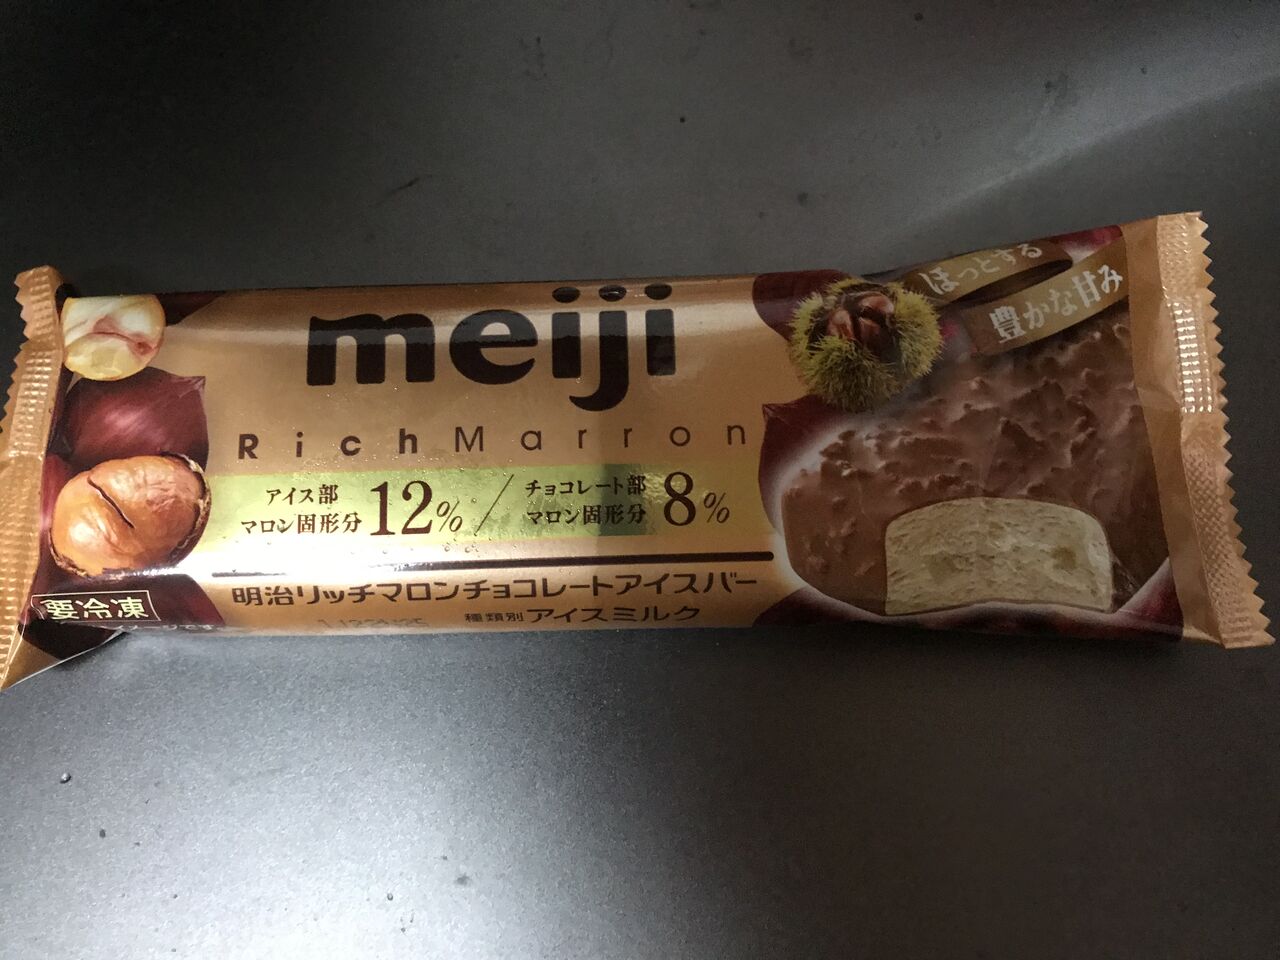 meiji
Rich Marron
アイス部
マロン固形分 12% / チョコレート部
マロン固形分 8%
明治リッチマロンチョコレートアイスバー
種類別 アイスミルク
要冷凍
ほっとする
豊かな甘み